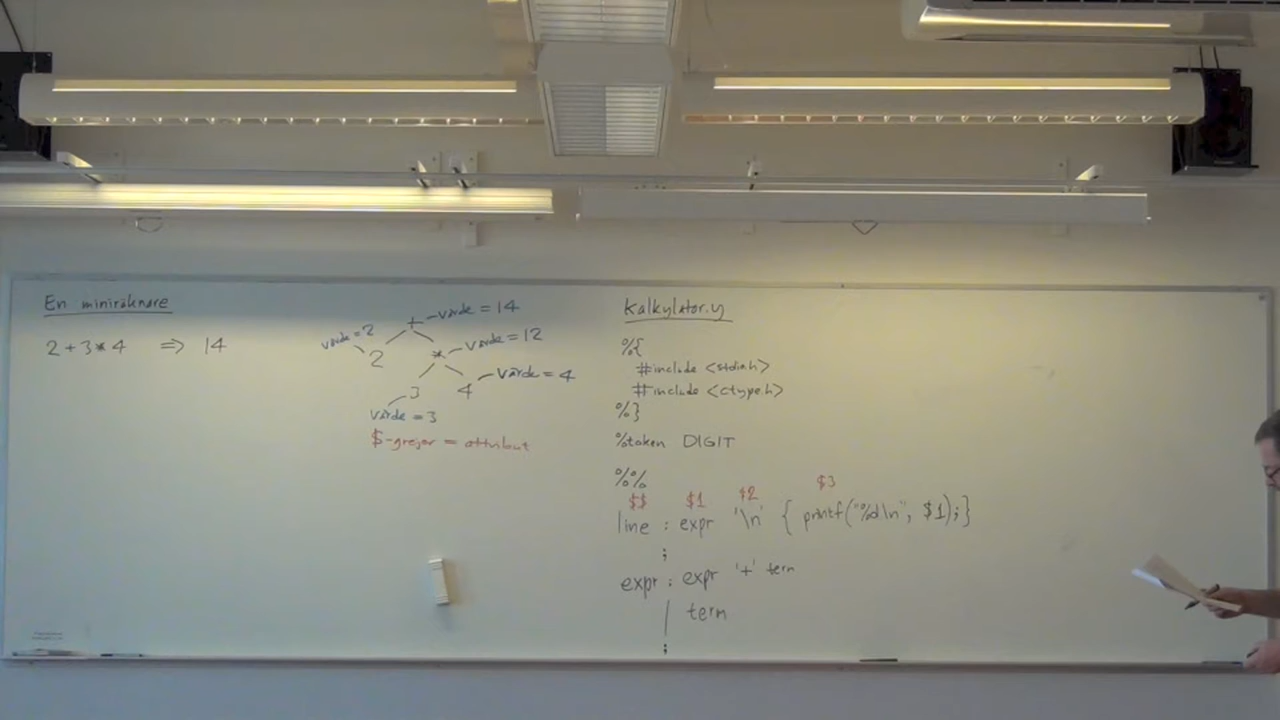 En miniräknare
2 + 3 * 4 => 14
+ värde = 14
värde = 2
2
* värde = 12
3
4 värde = 4
värde = 3
$-grejor = attribut
Kalkylator.y
%{
#include <stdio.h>
#include <ctype.h>
%}
%token DIGIT
%%
$$ $1 $2 $3
line : expr '\n' { printf("%d\n", $1);}
;
expr : expr '+' term
| term
;